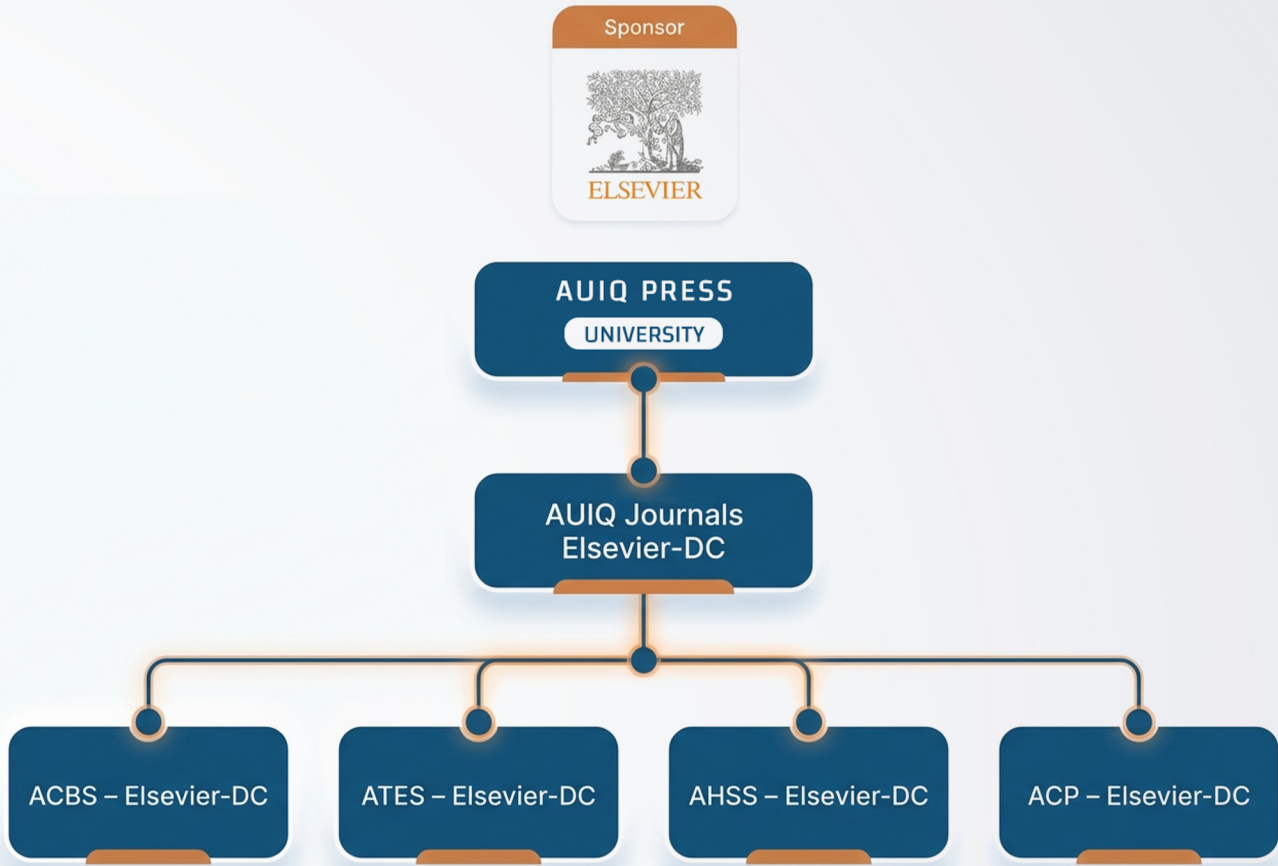 Sponsor
ELSEVIER
AUIQ PRESS
UNIVERSITY
AUIQ Journals
Elsevier-DC
ACBS – Elsevier-DC
ATES – Elsevier-DC
AHSS – Elsevier-DC
ACP – Elsevier-DC